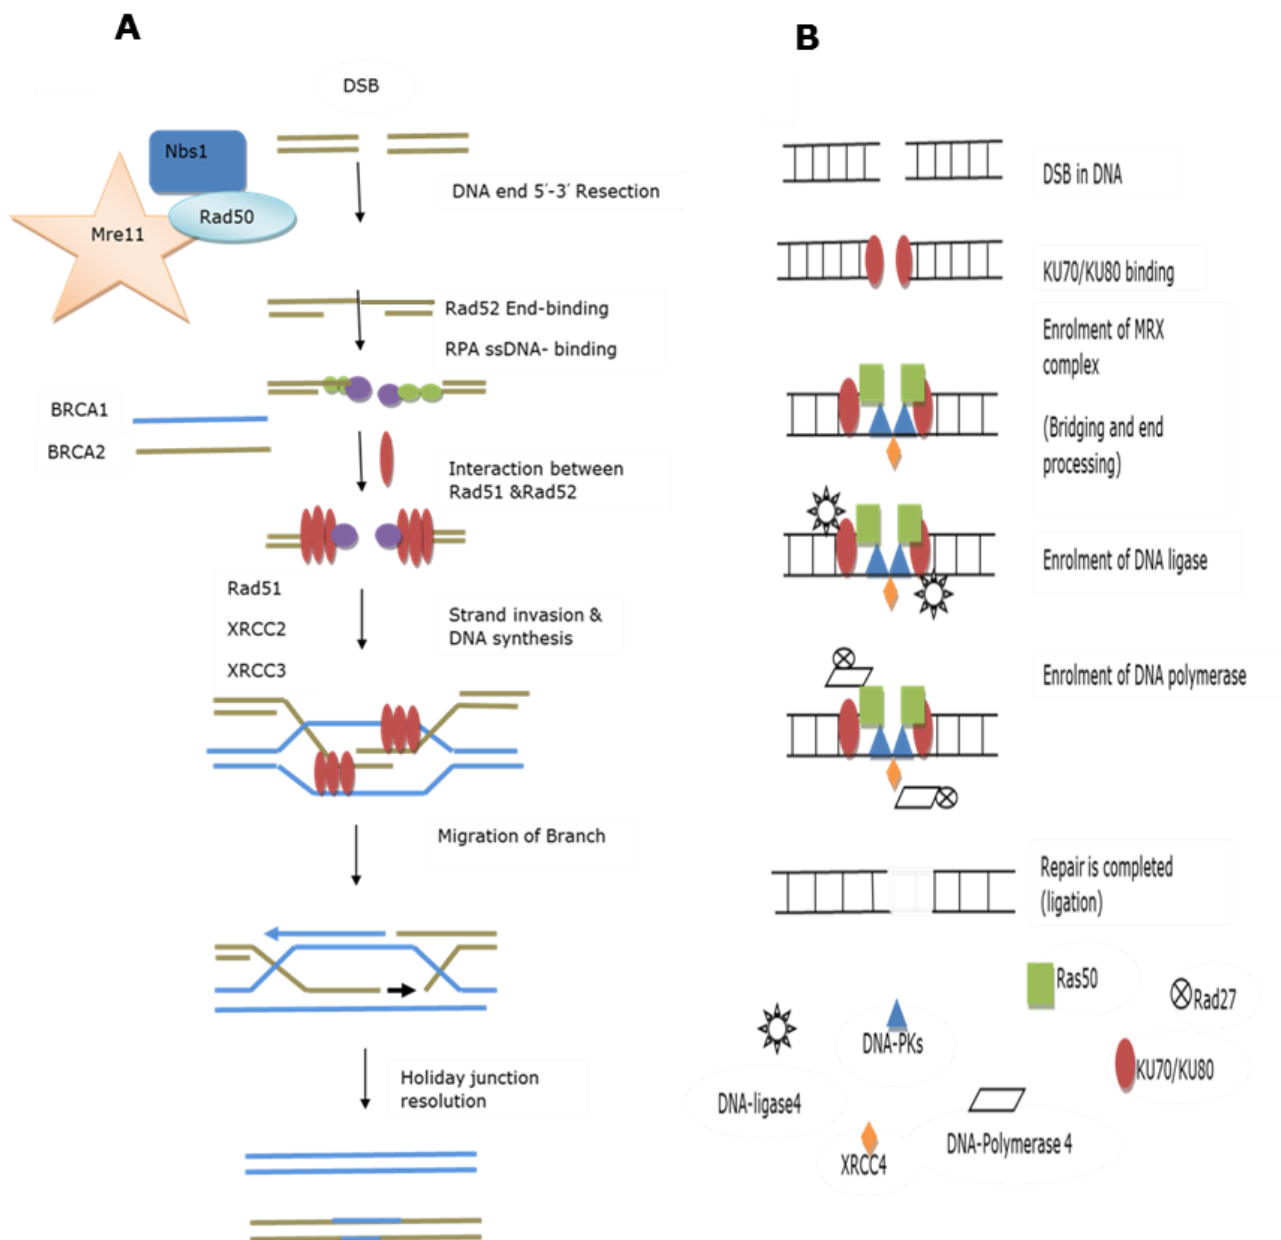 A
DSB
Nbs1
Rad50
Mre11
DNA end 5′-3′ Resection
Rad52 End-binding
RPA ssDNA- binding
BRCA1
BRCA2
Interaction between
Rad51 &Rad52
Rad51
XRCC2
XRCC3
Strand invasion &
DNA synthesis
Migration of Branch
Holiday junction
resolution
B
DSB in DNA
KU70/KU80 binding
Enrolment of MRX
complex
(Bridging and end
processing)
Enrolment of DNA ligase
Enrolment of DNA polymerase
Repair is completed
(ligation)
Ras50
Rad27
DNA-PKs
KU70/KU80
DNA-ligase4
DNA-Polymerase 4
XRCC4